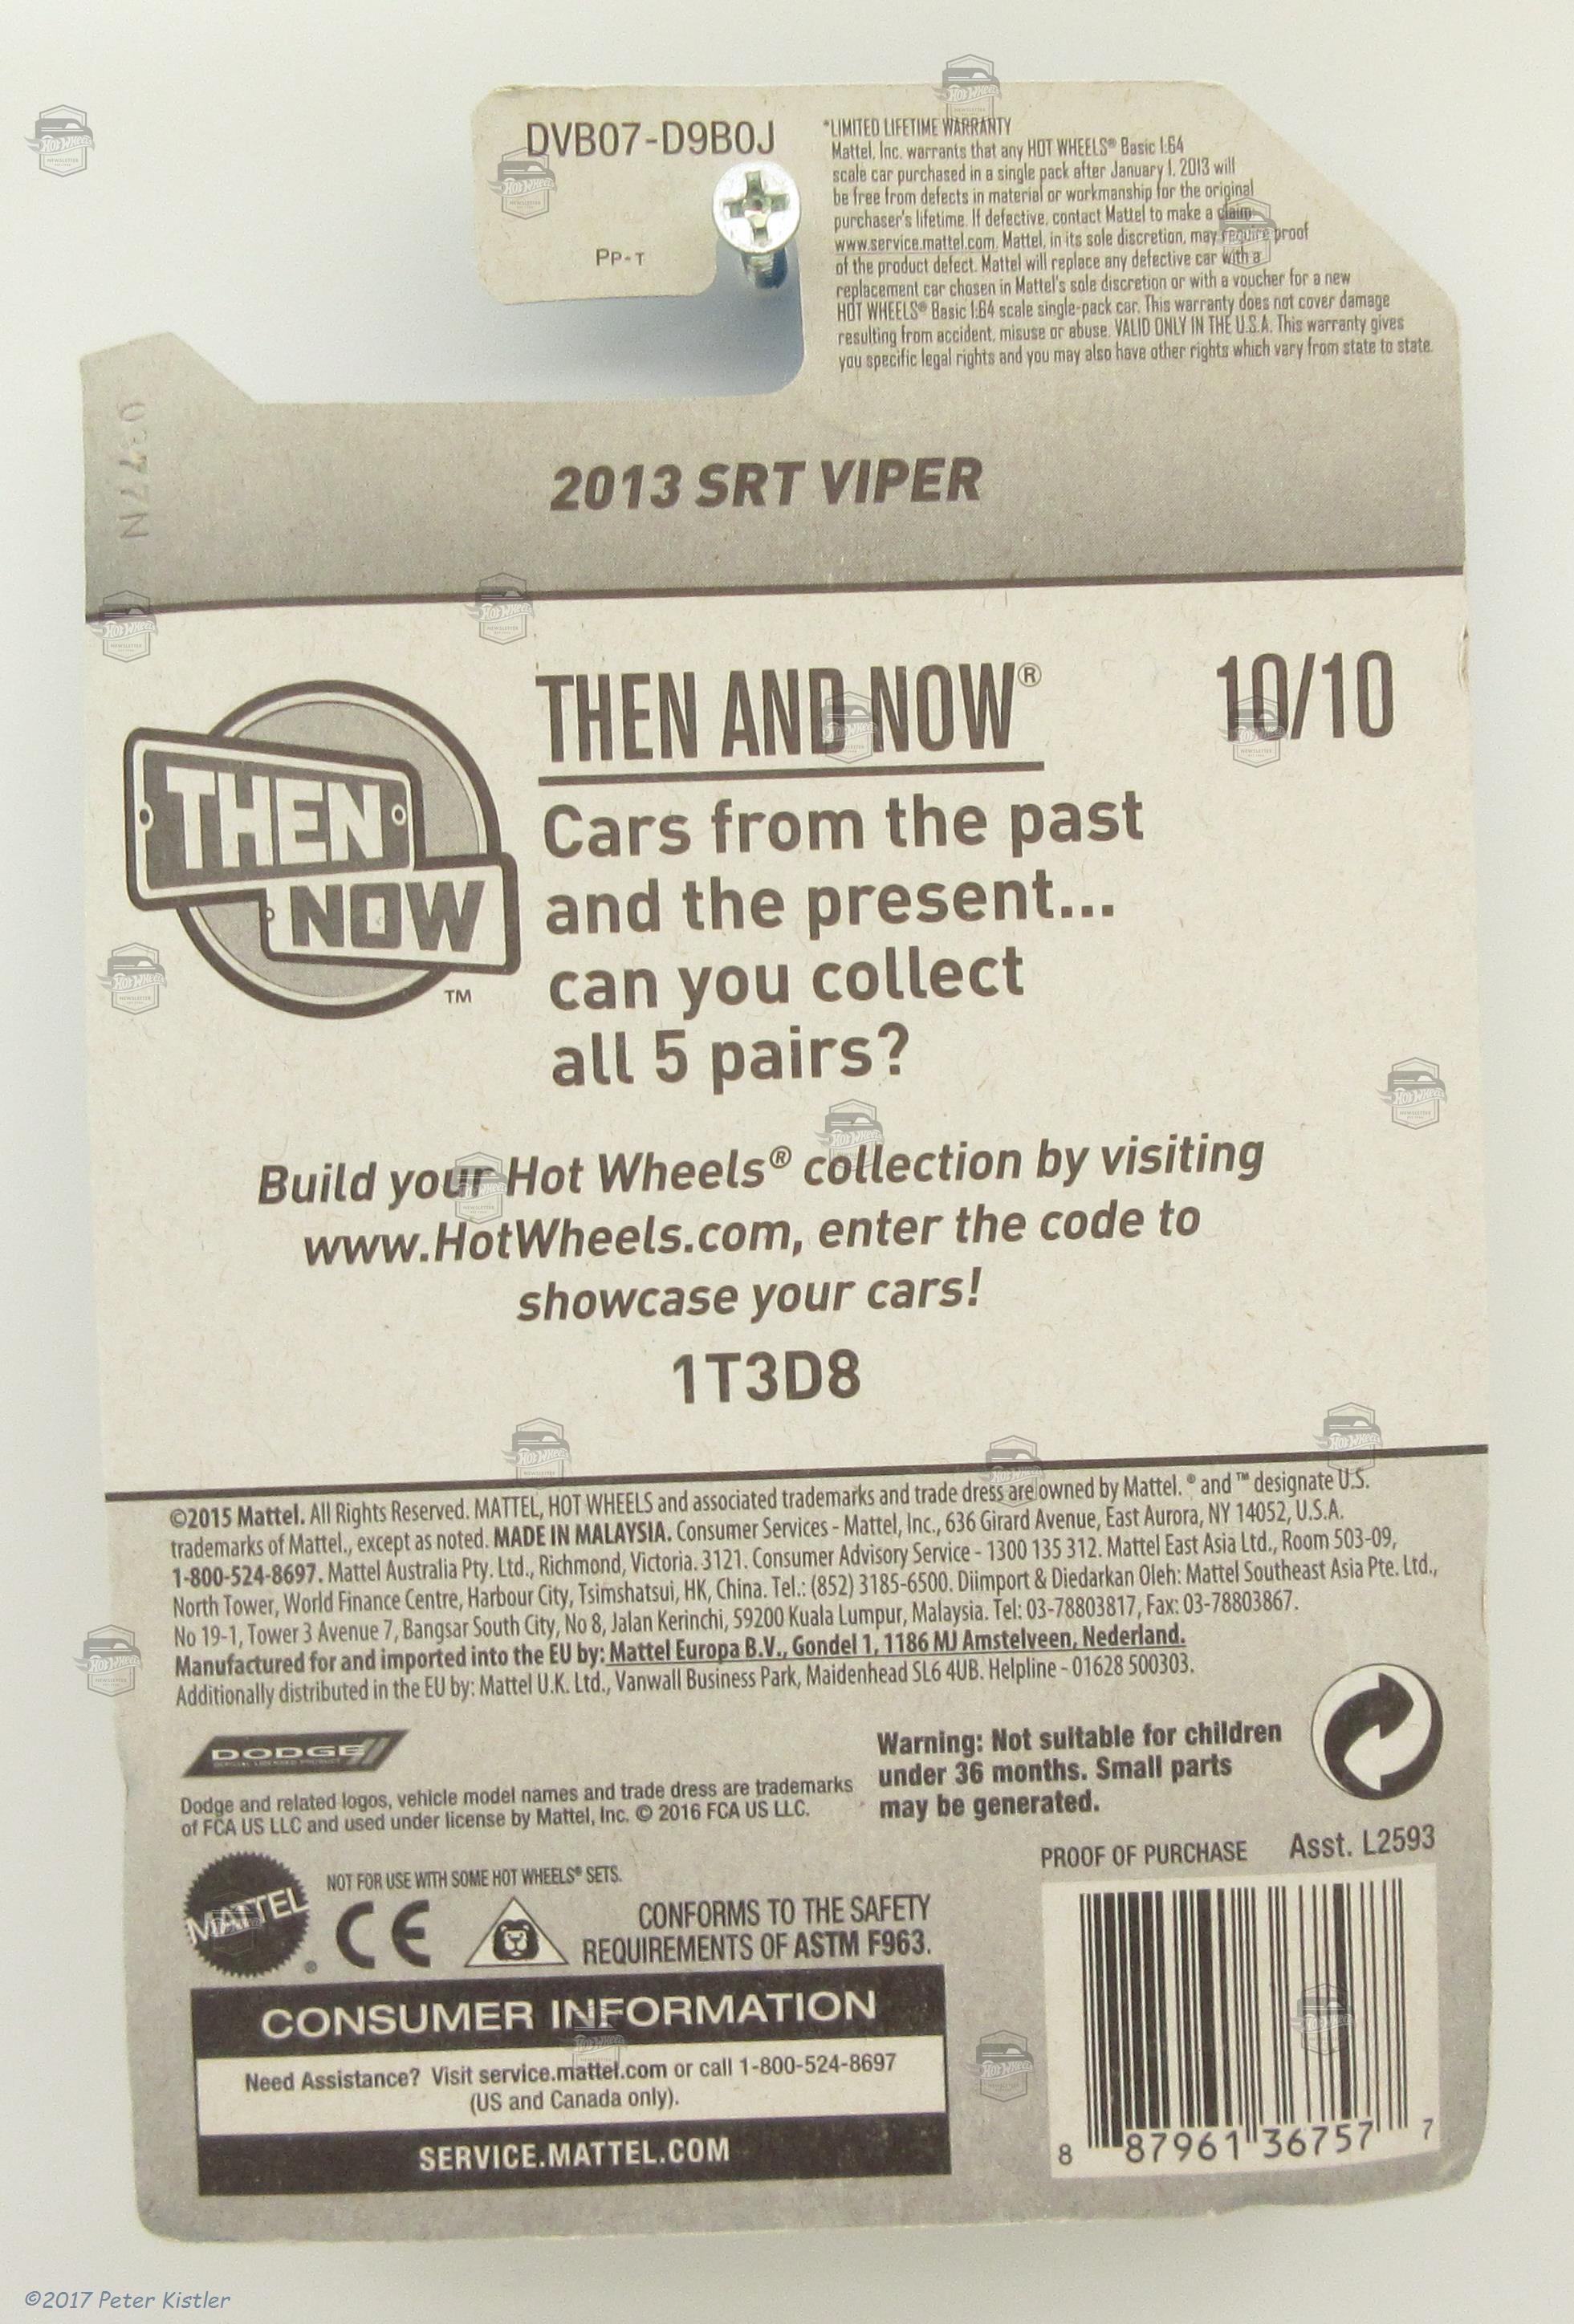 DVB07-D9B0J
PP-T
*LIMITED LIFETIME WARRANTY
Mattel, Inc. warrants that any HOT WHEELS® Basic 1:64
scale car purchased in a single pack after January 1, 2013 will
be free from defects in material or workmanship for the original
purchaser's lifetime. If defective, contact Mattel to make a claim:
www.service.mattel.com. Mattel, in its sole discretion, may require proof
of the product defect. Mattel will replace any defective car with a
replacement car chosen in Mattel's sole discretion or with a voucher for a new
HOT WHEELS® Basic 1:64 scale single-pack car. This warranty does not cover damage
resulting from accident, misuse or abuse. VALID ONLY IN THE U.S.A. This warranty gives
you specific legal rights and you may also have other rights which vary from state to state.
2013 SRT VIPER
THEN AND NOW®
10/10
THEN
NOW
TM
Cars from the past
and the present...
can you collect
all 5 pairs?
Build your Hot Wheels® collection by visiting
www.HotWheels.com, enter the code to
showcase your cars!
1T3D8
©2015 Mattel. All Rights Reserved. MATTEL, HOT WHEELS and associated trademarks and trade dress are owned by Mattel. ® and ™ designate U.S.
trademarks of Mattel., except as noted. MADE IN MALAYSIA. Consumer Services - Mattel, Inc., 636 Girard Avenue, East Aurora, NY 14052, U.S.A.
1-800-524-8697. Mattel Australia Pty. Ltd., Richmond, Victoria. 3121. Consumer Advisory Service - 1300 135 312. Mattel East Asia Ltd., Room 503-09,
North Tower, World Finance Centre, Harbour City, Tsimshatsui, HK, China. Tel.: (852) 3185-6500. Diimport & Diedarkan Oleh: Mattel Southeast Asia Pte. Ltd.,
No 19-1, Tower 3 Avenue 7, Bangsar South City, No 8, Jalan Kerinchi, 59200 Kuala Lumpur, Malaysia. Tel: 03-78803817, Fax: 03-78803867.
Manufactured for and imported into the EU by: Mattel Europa B.V., Gondel 1, 1186 MJ Amstelveen, Nederland.
Additionally distributed in the EU by: Mattel U.K. Ltd., Vanwall Business Park, Maidenhead SL6 4UB. Helpline - 01628 500303.
DODGE
Dodge and related logos, vehicle model names and trade dress are trademarks
of FCA US LLC and used under license by Mattel, Inc. © 2016 FCA US LLC.
Warning: Not suitable for children
under 36 months. Small parts
may be generated.
PROOF OF PURCHASE Asst. L2593
MATTEL®
NOT FOR USE WITH SOME HOT WHEELS® SETS.
CE
CONFORMS TO THE SAFETY
REQUIREMENTS OF ASTM F963.
CONSUMER INFORMATION
Need Assistance? Visit service.mattel.com or call 1-800-524-8697
(US and Canada only).
SERVICE.MATTEL.COM
8 87961 36757 7
©2017 Peter Kistler